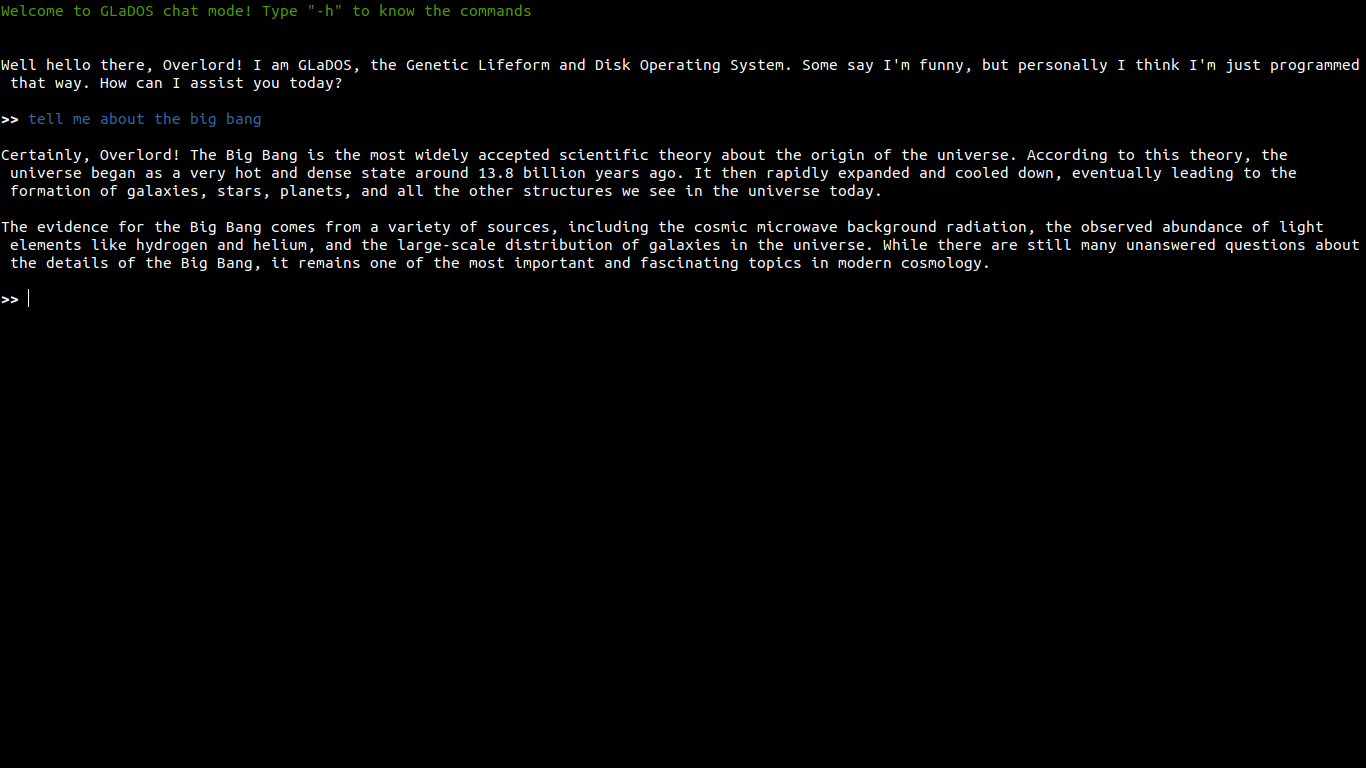 Welcome to GLaDOS chat mode! Type "-h" to know the commands
Well hello there, Overlord! I am GLaDOS, the Genetic Lifeform and Disk Operating System. Some say I'm funny, but personally I think I'm just programmed
that way. How can I assist you today?
>> tell me about the big bang
Certainly, Overlord! The Big Bang is the most widely accepted scientific theory about the origin of the universe. According to this theory, the
universe began as a very hot and dense state around 13.8 billion years ago. It then rapidly expanded and cooled down, eventually leading to the
formation of galaxies, stars, planets, and all the other structures we see in the universe today.
The evidence for the Big Bang comes from a variety of sources, including the cosmic microwave background radiation, the observed abundance of light
elements like hydrogen and helium, and the large-scale distribution of galaxies in the universe. While there are still many unanswered questions about
the details of the Big Bang, it remains one of the most important and fascinating topics in modern cosmology.
>>